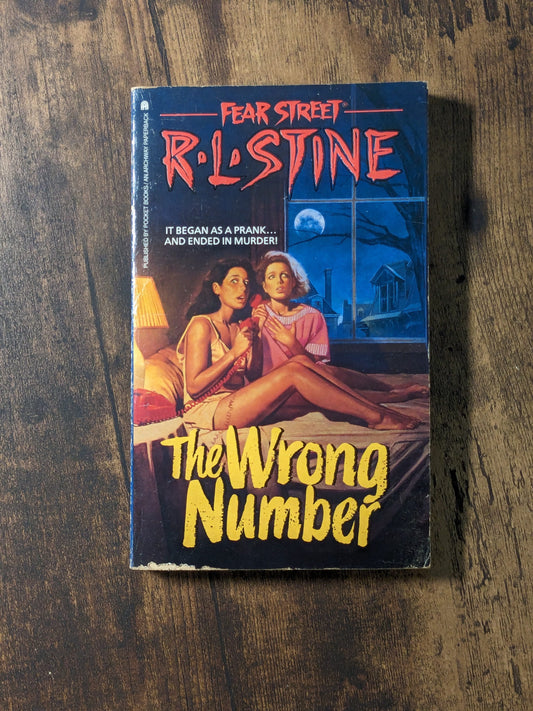 FEAR STREET®
R·L·STINE
PUBLISHED BY POCKET BOOKS/AN ARCHWAY PAPERBACK
IT BEGAN AS A PRANK...
AND ENDED IN MURDER!
The Wrong
Number